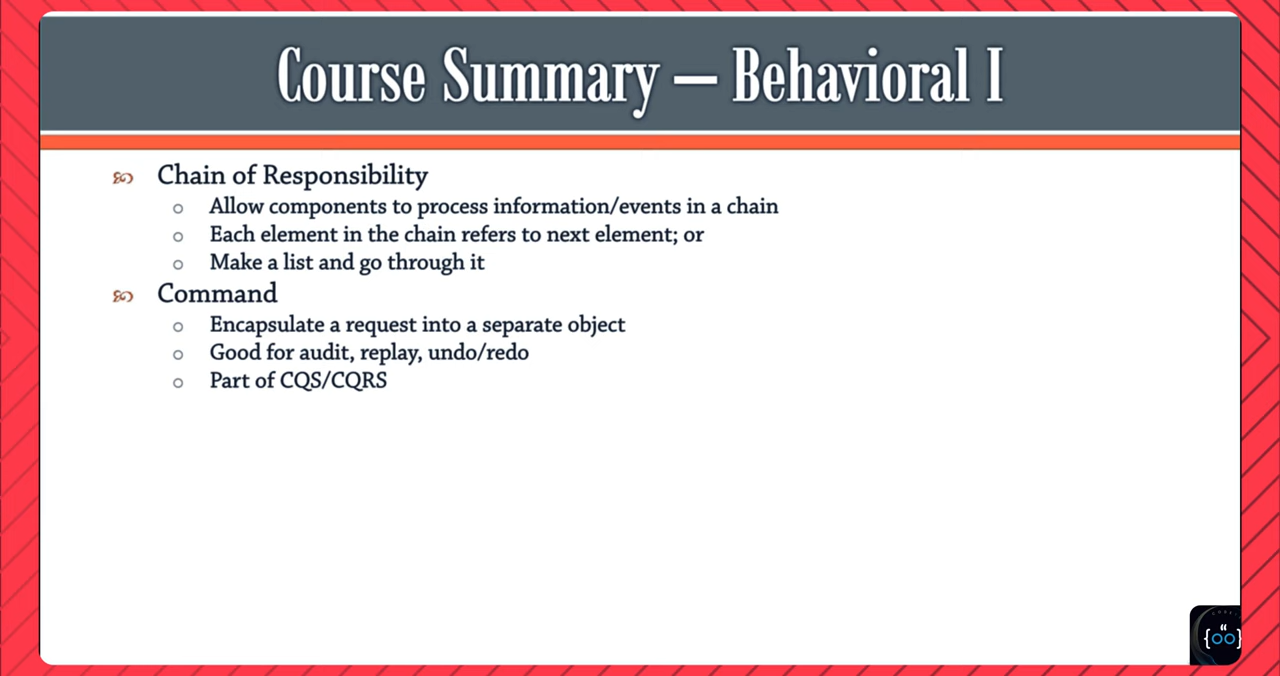 Course Summary — Behavioral I
Chain of Responsibility
Allow components to process information/events in a chain
Each element in the chain refers to next element; or
Make a list and go through it
Command
Encapsulate a request into a separate object
Good for audit, replay, undo/redo
Part of CQS/CQRS